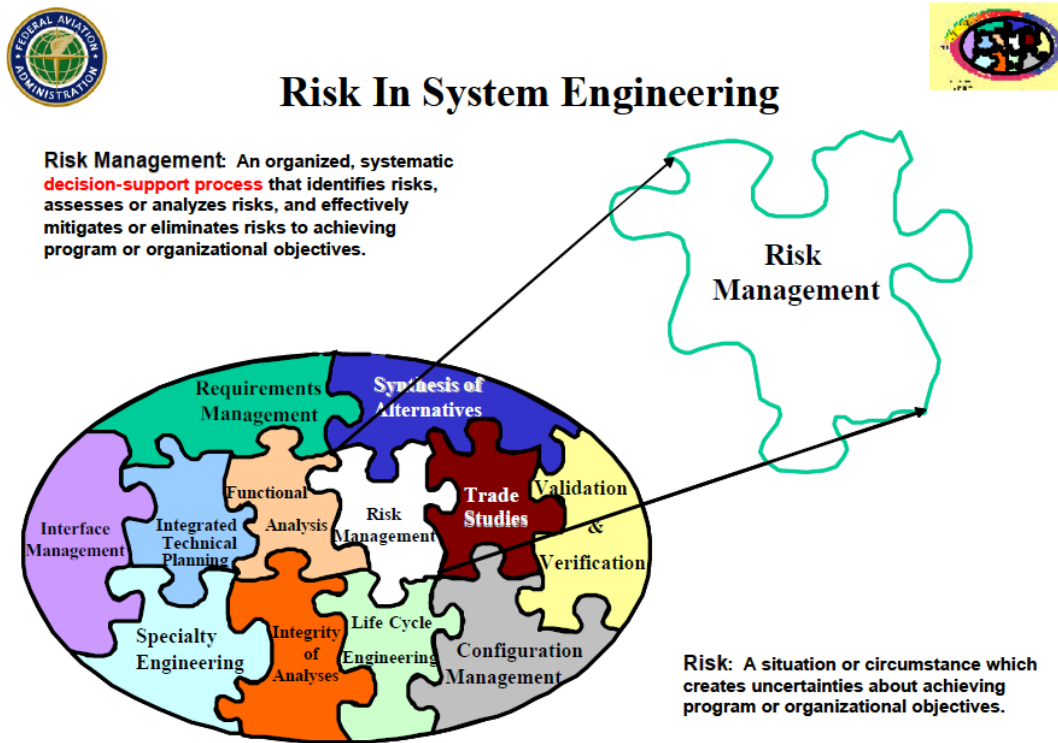 FEDERAL AVIATION
ADMINISTRATION
Risk In System Engineering
Risk Management: An organized, systematic
decision-support process that identifies risks,
assesses or analyzes risks, and effectively
mitigates or eliminates risks to achieving
program or organizational objectives.
Risk
Management
Requirements
Management
Synthesis of
Alternatives
Interface
Management
Integrated
Technical
Planning
Functional
Analysis
Risk
Management
Trade
Studies
Validation
&
Verification
Specialty
Engineering
Integrity
of
Analyses
Life Cycle
Engineering
Configuration
Management
Risk: A situation or circumstance which
creates uncertainties about achieving
program or organizational objectives.